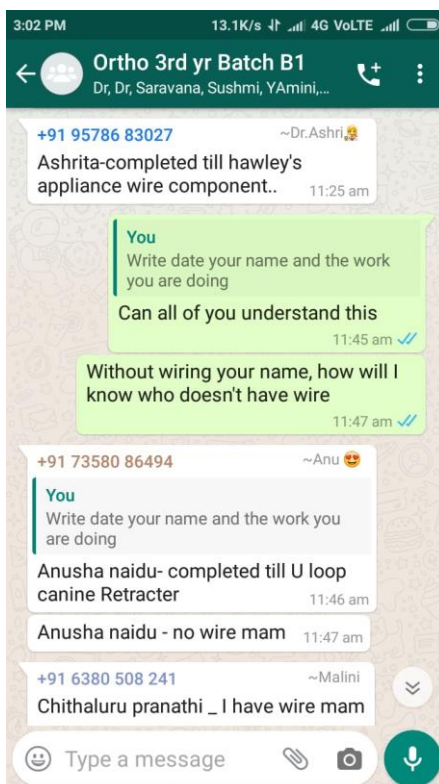 3:02 PM
13.1K/s 4G VoLTE
Ortho 3rd yr Batch B1
Dr, Dr, Saravana, Sushmi, YAmini,...
+91 95786 83027 ~Dr.Ashri
Ashrita-completed till hawley's
appliance wire component.. 11:25 am
You
Write date your name and the work
you are doing
Can all of you understand this
11:45 am
Without wiring your name, how will I
know who doesn't have wire
11:47 am
+91 73580 86494 ~Anu
You
Write date your name and the work you
are doing
Anusha naidu- completed till U loop
canine Retracter 11:46 am
Anusha naidu - no wire mam 11:47 am
+91 6380 508 241 ~Malini
Chithaluru pranathi _ I have wire mam
Type a message